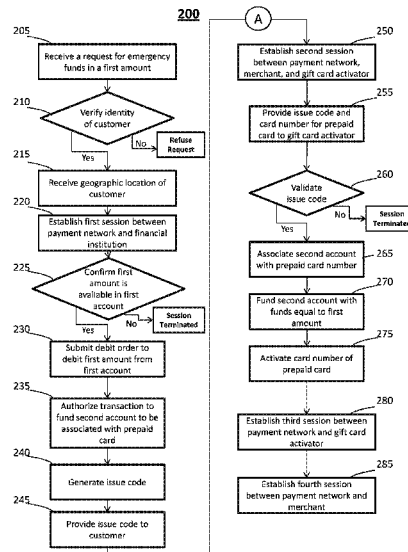 200
205
Receive a request for emergency
funds in a first amount
210
Verify identity
of customer
No
Refuse
Request
Yes
215
Receive geographic location of
customer
220
Establish first session between
payment network and financial
institution
225
Confirm first
amount is
available in first
account
No
Session
Terminated
Yes
230
Submit debit order to
debit first amount from
first account
235
Authorize transaction to
fund second account to be
associated with prepaid
card
240
Generate issue code
245
Provide issue code to
customer
A
250
Establish second session
between payment network,
merchant, and gift card
activator
255
Provide issue code and
card number for prepaid
card to gift card activator
260
Validate
issue code
No
Session
Terminated
Yes
265
Associate second account
with prepaid card number
270
Fund second account with
funds equal to first
amount
275
Activate card number of
prepaid card
280
Establish third session between
payment network and gift card
activator
285
Establish fourth session
between payment network and
merchant